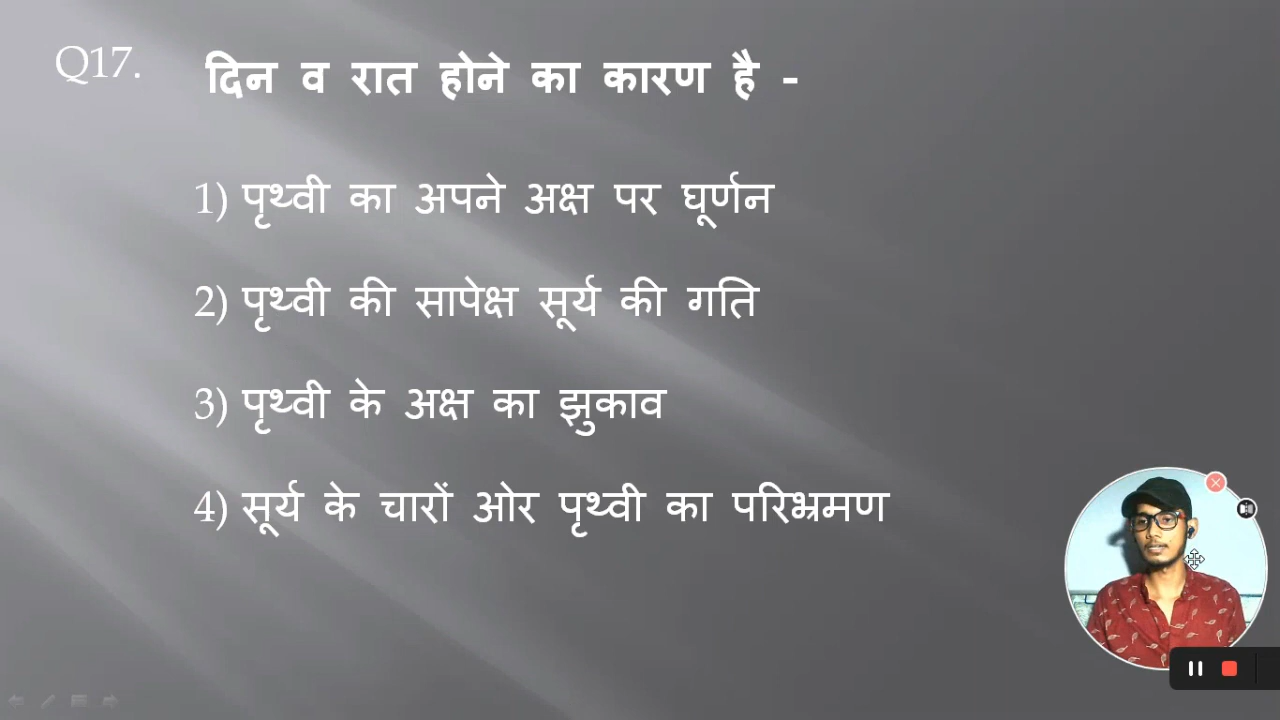 Q17. दिन व रात होने का कारण है -
1) पृथ्वी का अपने अक्ष पर घूर्णन
2) पृथ्वी की सापेक्ष सूर्य की गति
3) पृथ्वी के अक्ष का झुकाव
4) सूर्य के चारों ओर पृथ्वी का परिभ्रमण